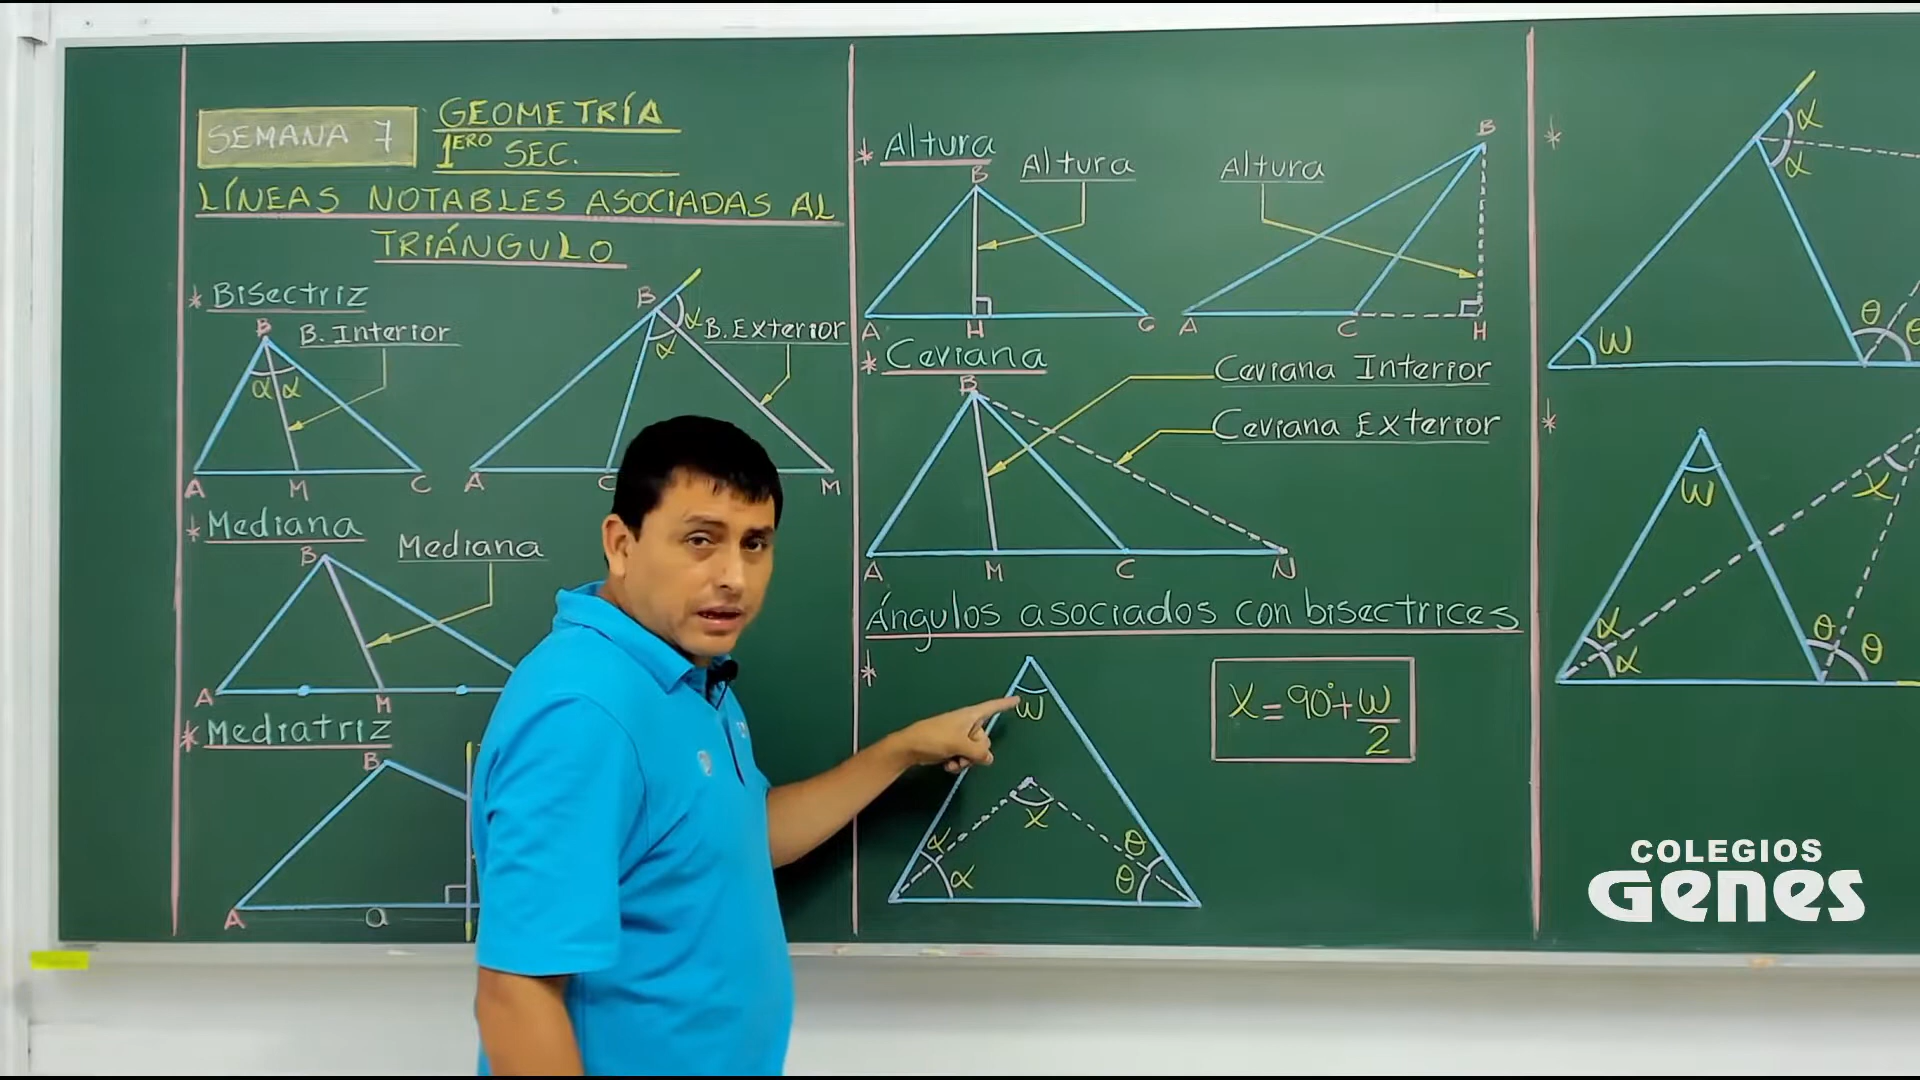 SEMANA 7
GEOMETRÍA
1ERO SEC.
LÍNEAS NOTABLES ASOCIADAS AL
TRIÁNGULO
* Bisectriz
B
B. Interior
α α
A M C
B
α
α
B. Exterior
A C M
* Mediana
B
Mediana
A M
* Mediatriz
B
A a
* Altura
B
Altura
A H C
Altura
B
A C H
* Ceviana
B
Ceviana Interior
Ceviana Exterior
A M C N
Ángulos asociados con bisectrices
*
ω
x
α θ
α θ
X = 90° + ω/2
*
α
α
ω
θ θ
*
ω
x
α θ
α θ
COLEGIOS
GENES